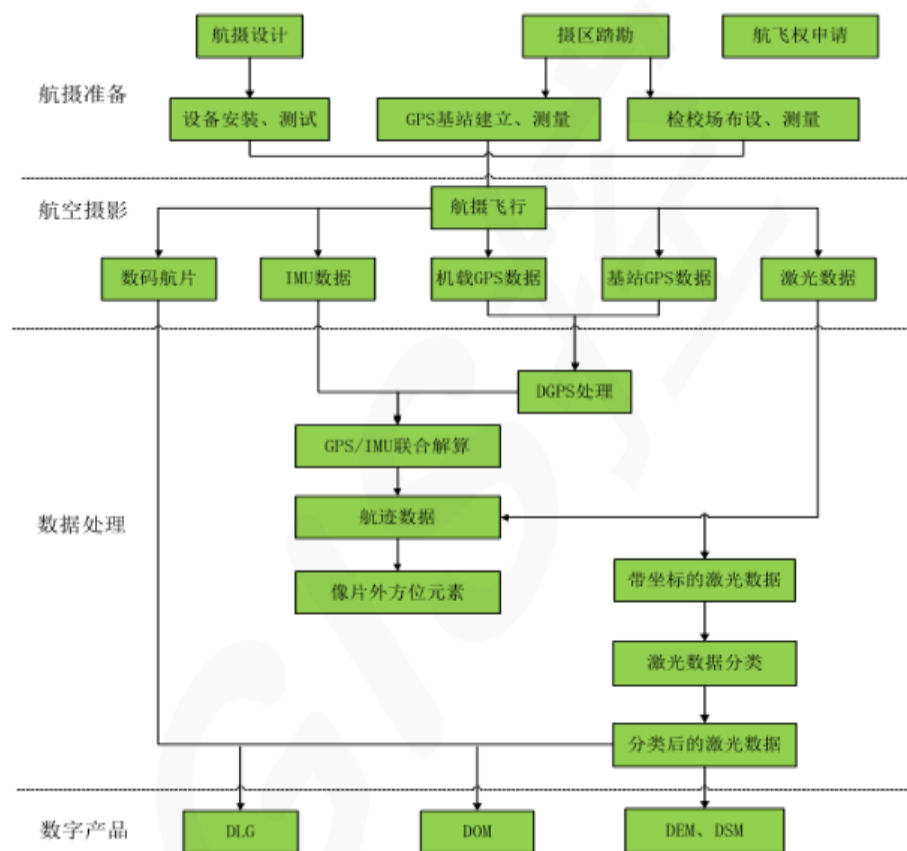 航摄设计
摄区踏勘
航飞权申请
航摄准备
设备安装、测试
GPS基站建立、测量
检校场布设、测量
航空摄影
航摄飞行
数码航片
IMU数据
机载GPS数据
基站GPS数据
激光数据
DGPS处理
GPS/IMU联合解算
数据处理
航迹数据
带坐标的激光数据
像片外方位元素
激光数据分类
分类后的激光数据
数字产品
DLG
DOM
DEM、DSM